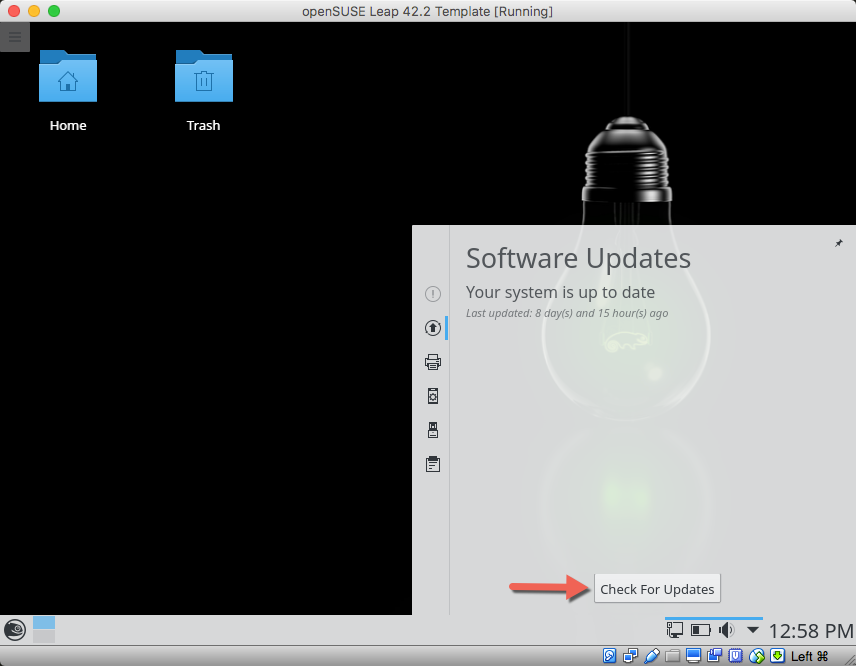 openSUSE Leap 42.2 Template [Running]
Home
Trash
Software Updates
Your system is up to date
Last updated: 8 day(s) and 15 hour(s) ago
Check For Updates
12:58 PM
Left ⌘